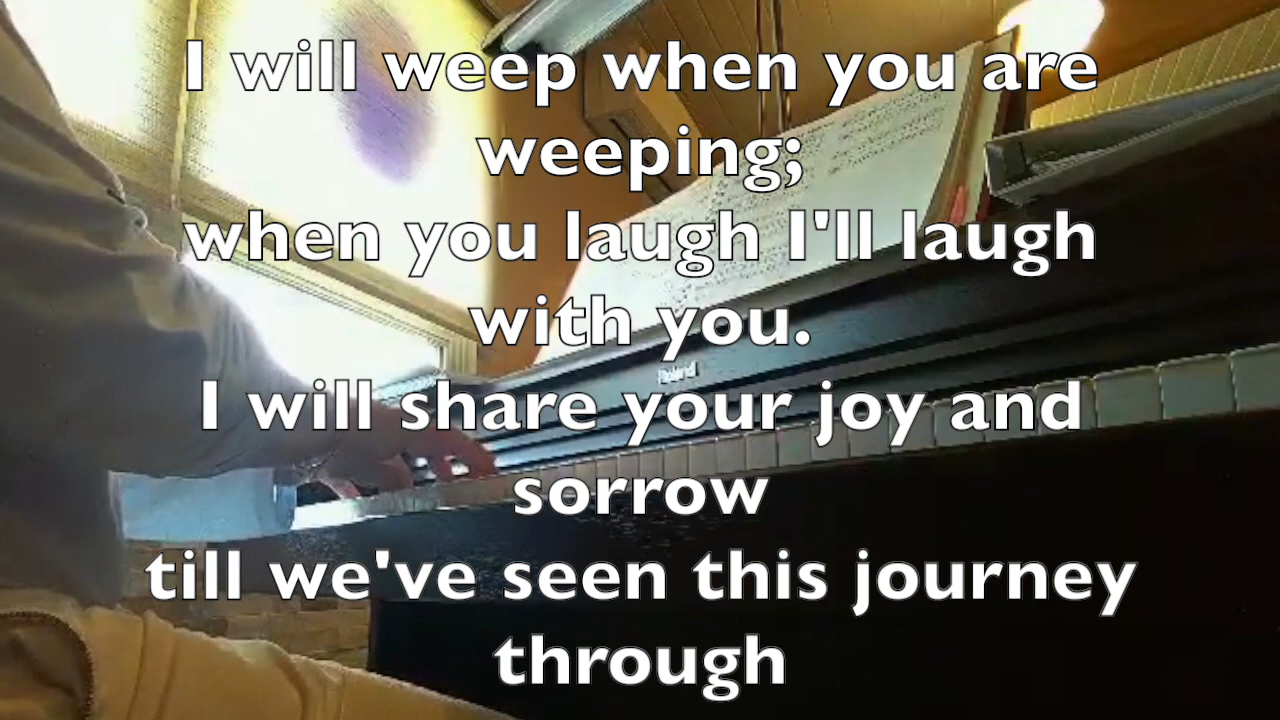 I will weep when you are
weeping;
when you laugh I'll laugh
with you.
Roland
I will share your joy and
sorrow
till we've seen this journey
through